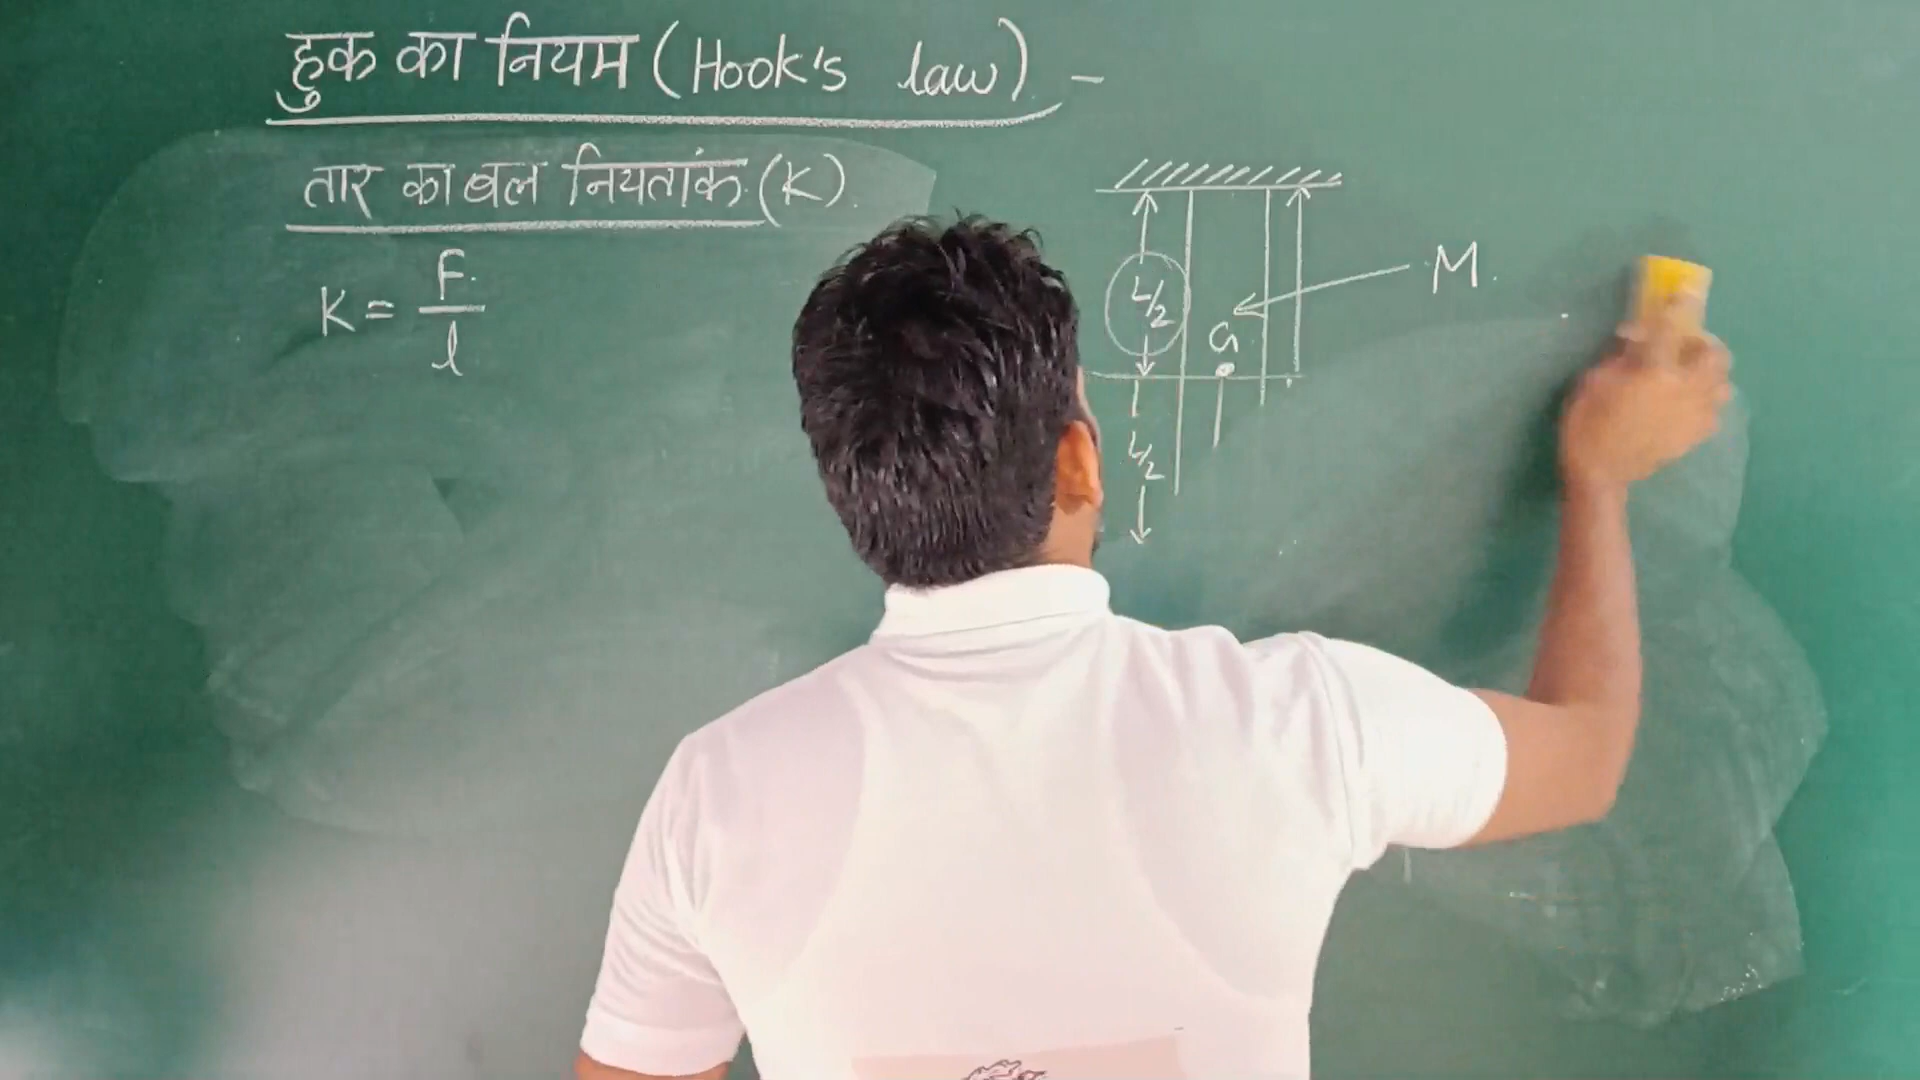 हुक का नियम (Hook's law) -
तार का बल नियतांक (K).
K = F/l
L/2
G
M.
L/2